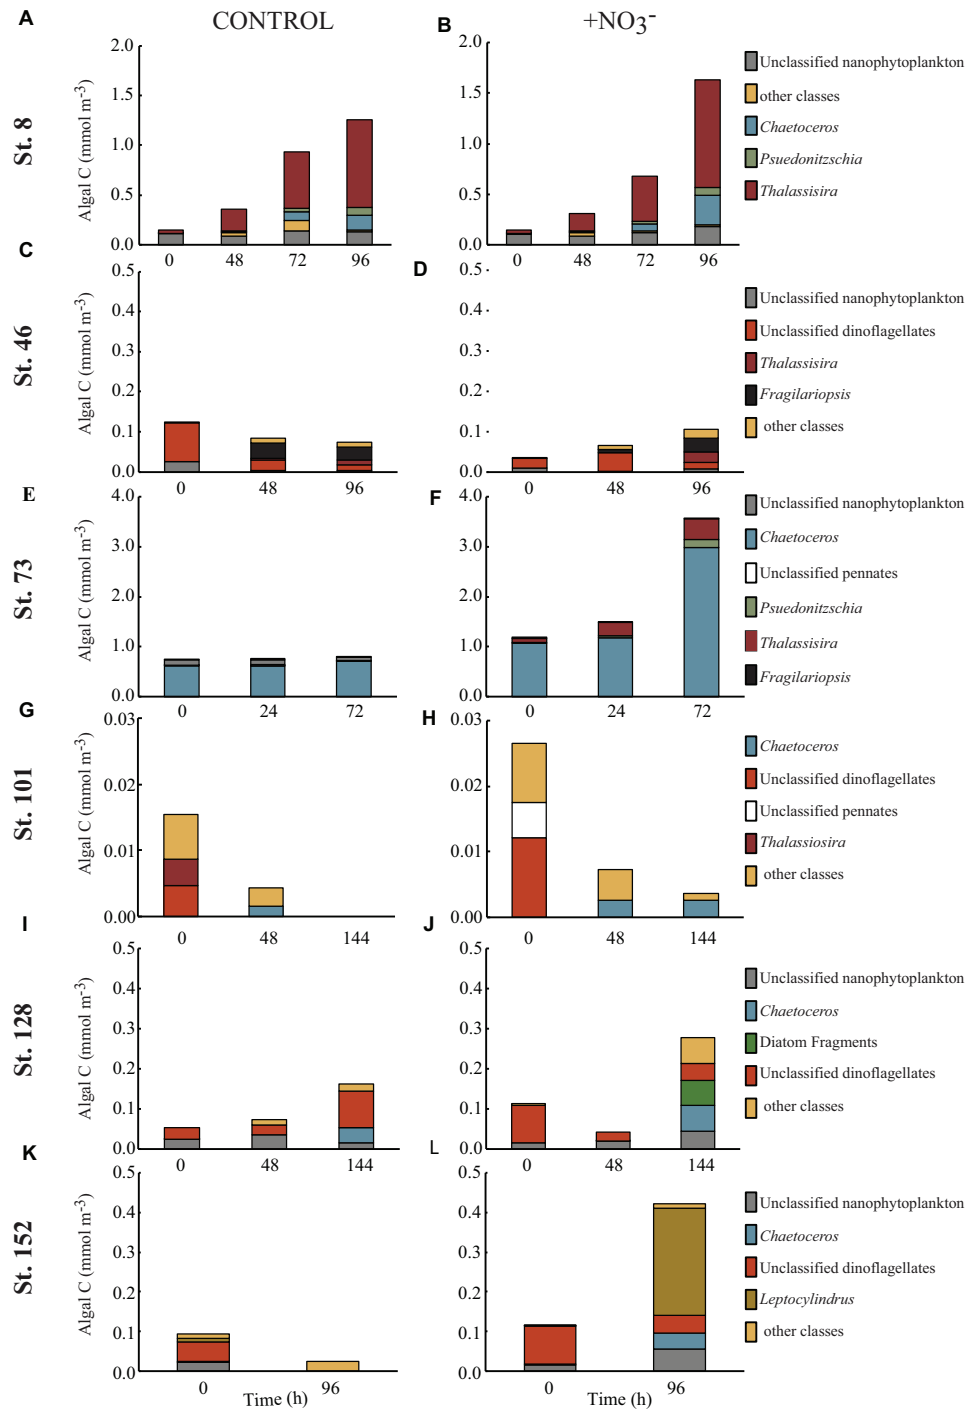 CONTROL
+NO3-
A
B
St. 8
Algal C (mmol m-3)
2.0
1.5
1.0
0.5
0.0
0 48 72 96
2.0
1.5
1.0
0.5
0.0
0 48 72 96
Unclassified nanophytoplankton
other classes
Chaetoceros
Psuedonitzschia
Thalassisira
C
D
St. 46
Algal C (mmol m-3)
0.5
0.4
0.3
0.2
0.1
0.0
0 48 96
0.5
0.4
0.3
0.2
0.1
0.0
0 48 96
Unclassified nanophytoplankton
Unclassified dinoflagellates
Thalassisira
Fragilariopsis
other classes
E
F
St. 73
Algal C (mmol m-3)
4.0
3.0
2.0
1.0
0.0
0 24 72
4.0
3.0
2.0
1.0
0.0
0 24 72
Unclassified nanophytoplankton
Chaetoceros
Unclassified pennates
Psuedonitzschia
Thalassisira
Fragilariopsis
G
H
St. 101
Algal C (mmol m-3)
0.03
0.02
0.01
0.00
0 48 144
0.03
0.02
0.01
0.00
0 48 144
Chaetoceros
Unclassified dinoflagellates
Unclassified pennates
Thalassiosira
other classes
I
J
St. 128
Algal C (mmol m-3)
0.5
0.4
0.3
0.2
0.1
0.0
0 48 144
0.5
0.4
0.3
0.2
0.1
0.0
0 48 144
Unclassified nanophytoplankton
Chaetoceros
Diatom Fragments
Unclassified dinoflagellates
other classes
K
L
St. 152
Algal C (mmol m-3)
0.5
0.4
0.3
0.2
0.1
0.0
0 96
Time (h)
0.5
0.4
0.3
0.2
0.1
0.0
0 96
Time (h)
Unclassified nanophytoplankton
Chaetoceros
Unclassified dinoflagellates
Leptocylindrus
other classes